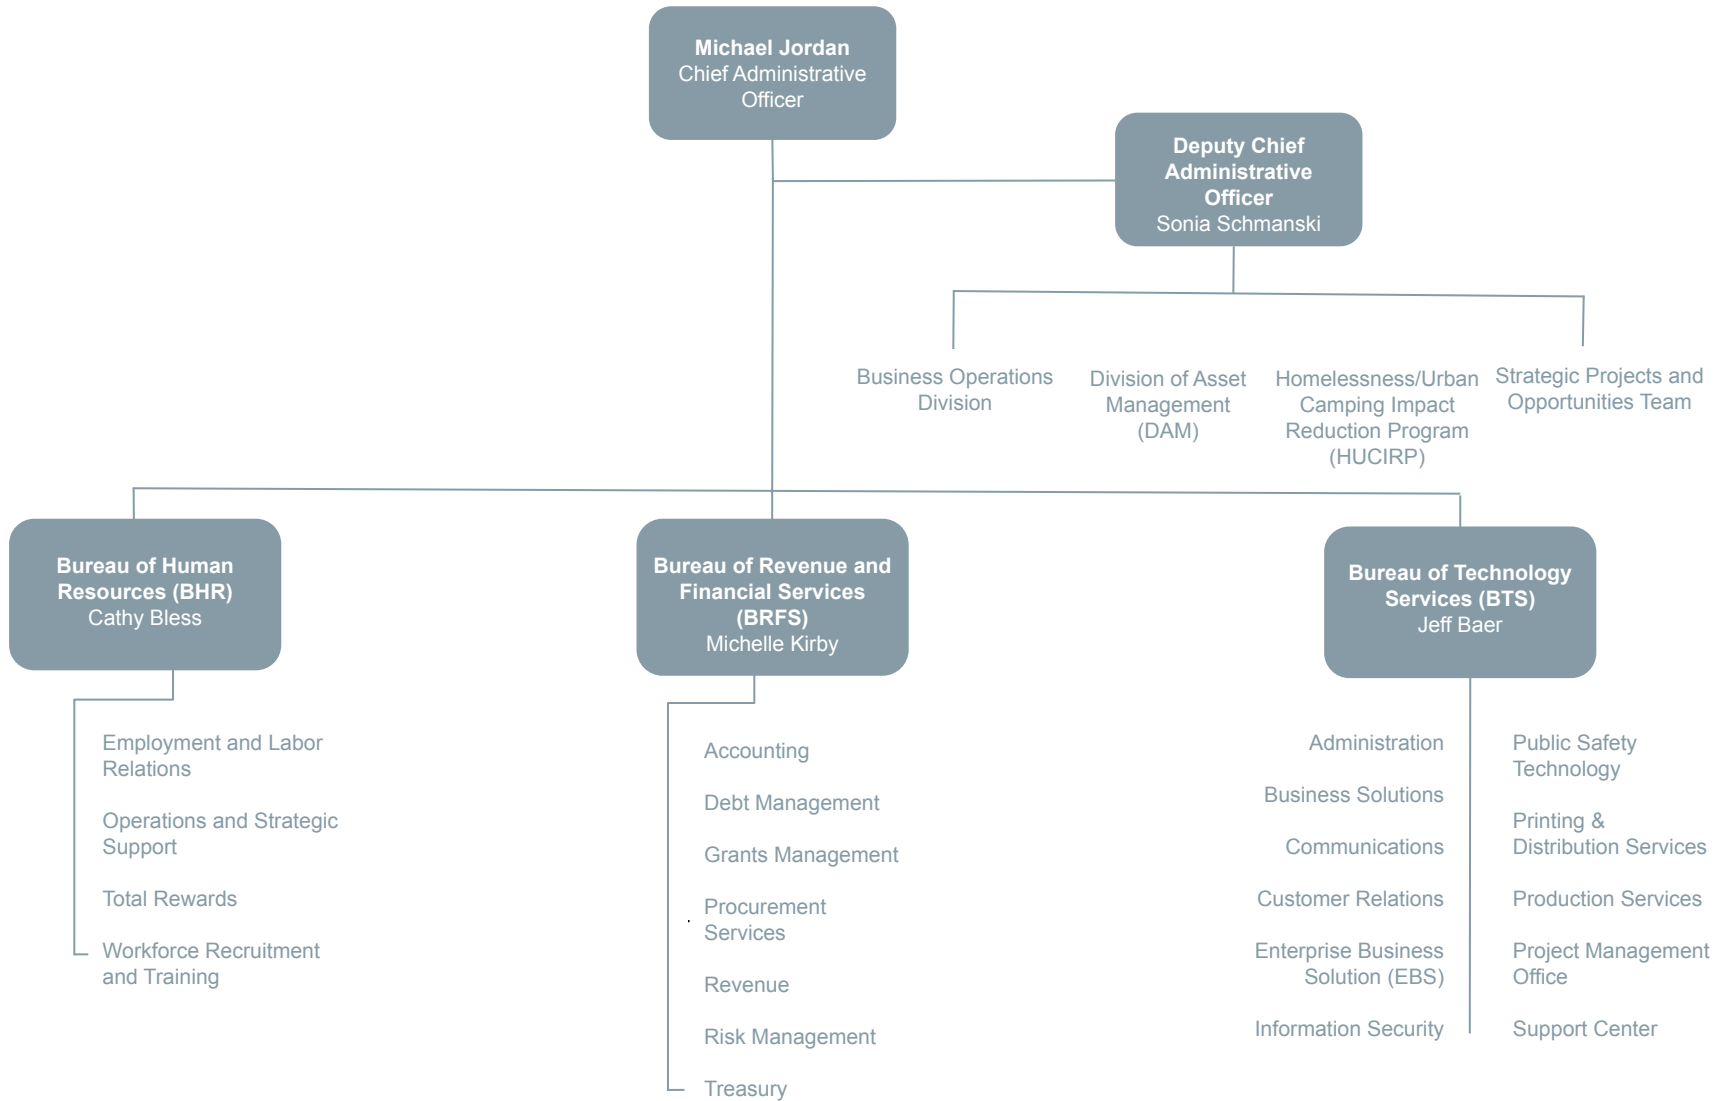 Michael Jordan
Chief Administrative
Officer
Deputy Chief
Administrative
Officer
Sonia Schmanski
Business Operations
Division
Division of Asset
Management
(DAM)
Homelessness/Urban
Camping Impact
Reduction Program
(HUCIRP)
Strategic Projects and
Opportunities Team
Bureau of Human
Resources (BHR)
Cathy Bless
Employment and Labor
Relations
Operations and Strategic
Support
Total Rewards
Workforce Recruitment
and Training
Bureau of Revenue and
Financial Services
(BRFS)
Michelle Kirby
Accounting
Debt Management
Grants Management
Procurement
Services
Revenue
Risk Management
Treasury
Bureau of Technology
Services (BTS)
Jeff Baer
Administration
Business Solutions
Communications
Customer Relations
Enterprise Business
Solution (EBS)
Information Security
Public Safety
Technology
Printing &
Distribution Services
Production Services
Project Management
Office
Support Center